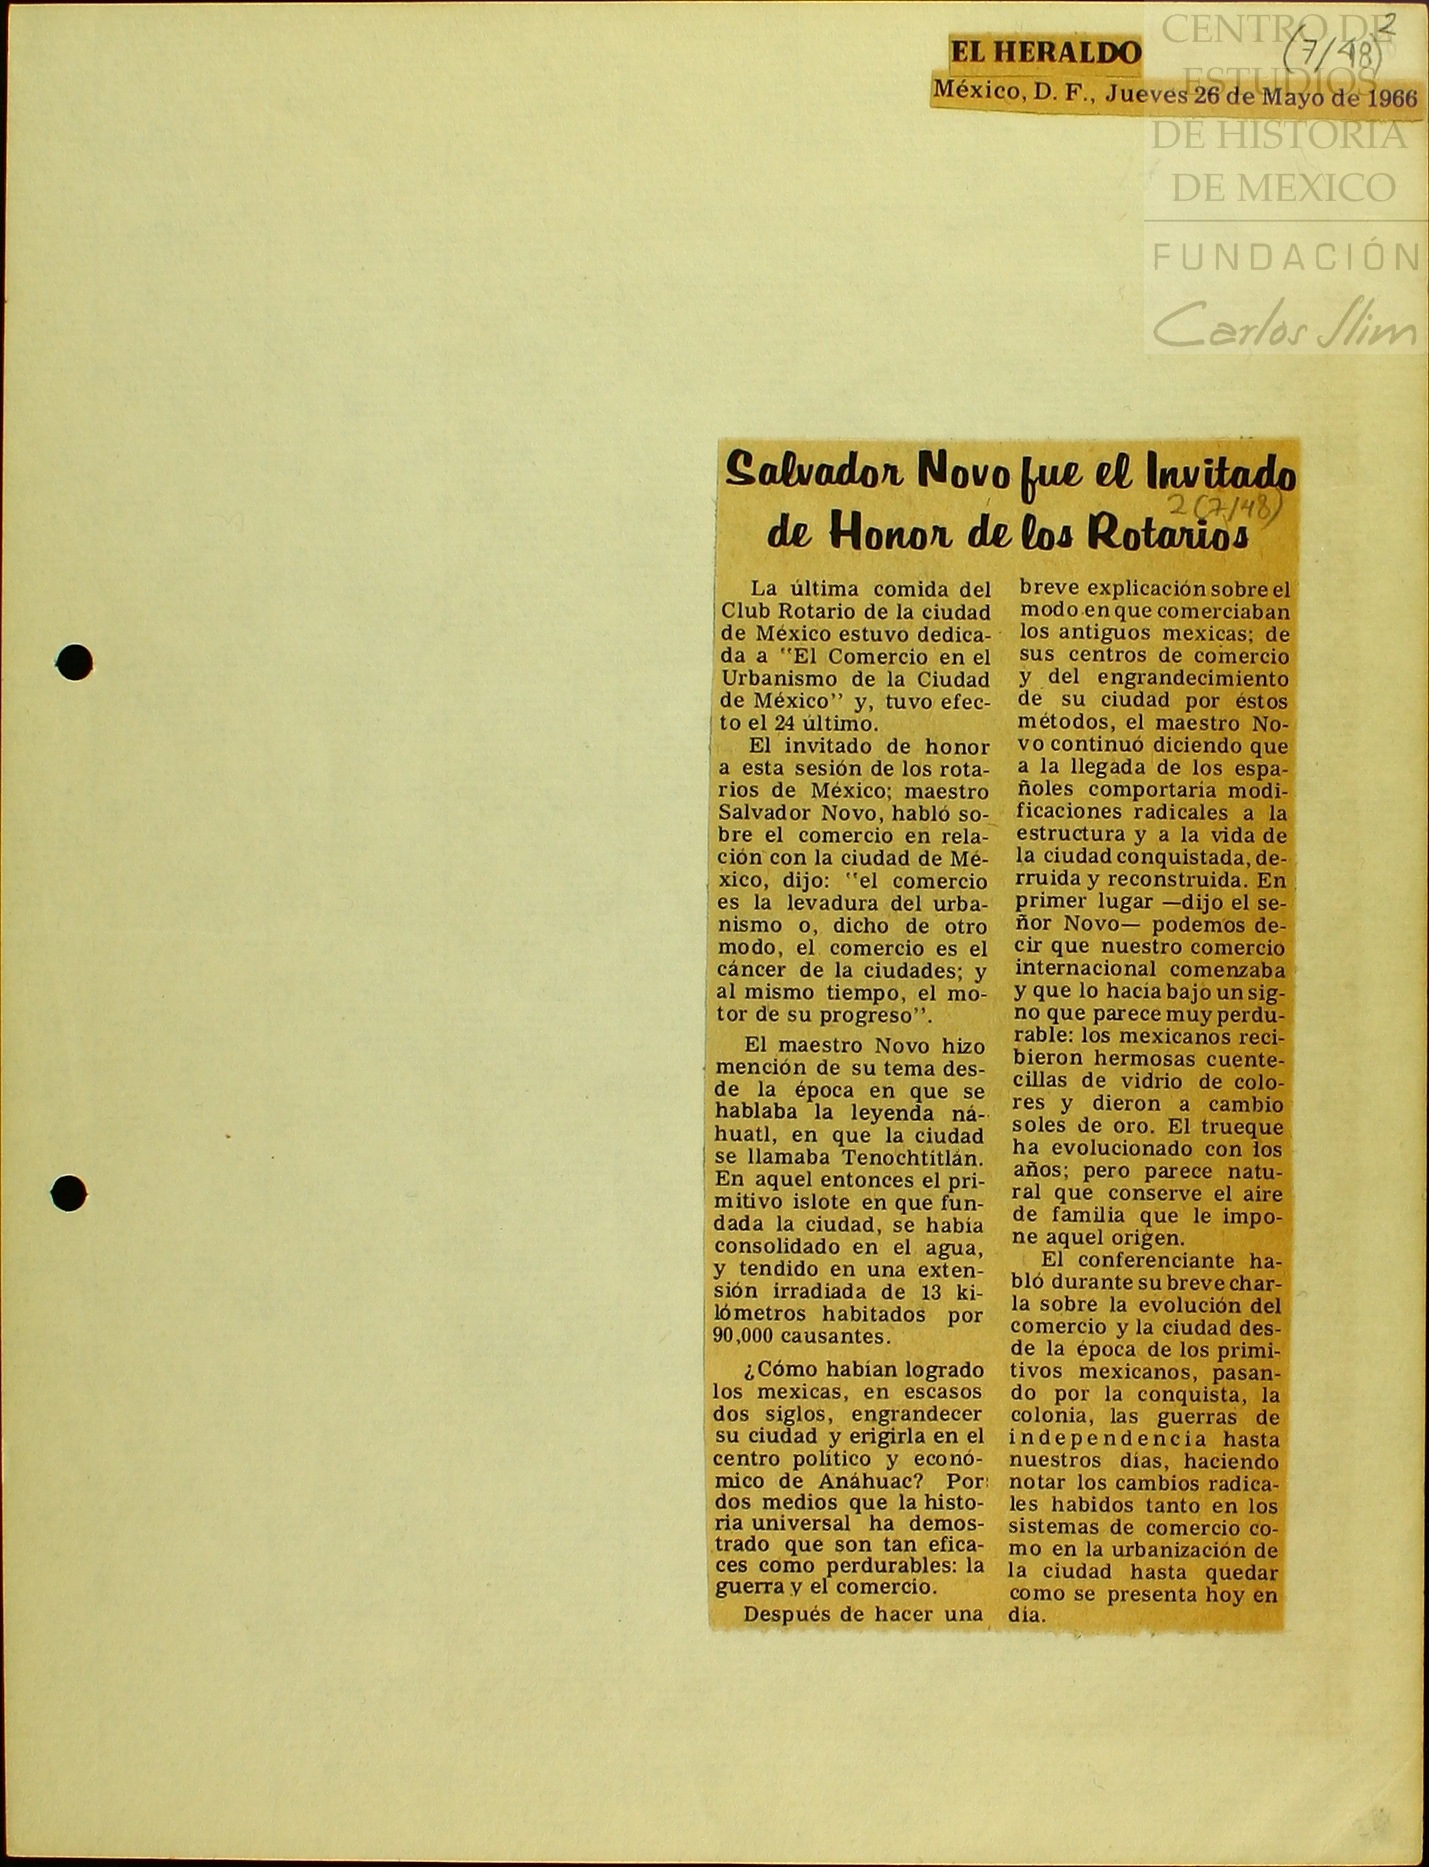 2
(7/48)
EL HERALDO
México, D. F., Jueves 26 de Mayo de 1966
CENTRO DE
ESTUDIOS
DE HISTORIA
DE MEXICO
FUNDACIÓN
Carlos Slim
Salvador Novo fue el Invitado
2 (7/48)
de Honor de los Rotarios
La última comida del
Club Rotario de la ciudad
de México estuvo dedica-
da a "El Comercio en el
Urbanismo de la Ciudad
de México" y, tuvo efec-
to el 24 último.
El invitado de honor
a esta sesión de los rota-
rios de México; maestro
Salvador Novo, habló so-
bre el comercio en rela-
ción con la ciudad de Mé-
xico, dijo: "el comercio
es la levadura del urba-
nismo o, dicho de otro
modo, el comercio es el
cáncer de la ciudades; y
al mismo tiempo, el mo-
tor de su progreso".
El maestro Novo hizo
mención de su tema des-
de la época en que se
hablaba la leyenda ná-
huatl, en que la ciudad
se llamaba Tenochtitlán.
En aquel entonces el pri-
mitivo islote en que fun-
dada la ciudad, se había
consolidado en el agua,
y tendido en una exten-
sión irradiada de 13 ki-
lómetros habitados por
90,000 causantes.
¿Cómo habían logrado
los mexicas, en escasos
dos siglos, engrandecer
su ciudad y erigirla en el
centro político y econó-
mico de Anáhuac? Por
dos medios que la histo-
ria universal ha demos-
trado que son tan efica-
ces como perdurables: la
guerra y el comercio.
Después de hacer una
breve explicación sobre el
modo en que comerciaban
los antiguos mexicas; de
sus centros de comercio
y del engrandecimiento
de su ciudad por éstos
métodos, el maestro No-
vo continuó diciendo que
a la llegada de los espa-
ñoles comportaría modi-
ficaciones radicales a la
estructura y a la vida de
la ciudad conquistada, de-
rruida y reconstruida. En
primer lugar —dijo el se-
ñor Novo— podemos de-
cir que nuestro comercio
internacional comenzaba
y que lo hacía bajo un sig-
no que parece muy perdu-
rable: los mexicanos reci-
bieron hermosas cuente-
cillas de vidrio de colo-
res y dieron a cambio
soles de oro. El trueque
ha evolucionado con los
años; pero parece natu-
ral que conserve el aire
de familia que le impo-
ne aquel origen.
El conferenciante ha-
bló durante su breve char-
la sobre la evolución del
comercio y la ciudad des-
de la época de los primi-
tivos mexicanos, pasan-
do por la conquista, la
colonia, las guerras de
independencia hasta
nuestros días, haciendo
notar los cambios radica-
les habidos tanto en los
sistemas de comercio co-
mo en la urbanización de
la ciudad hasta quedar
como se presenta hoy en
día.